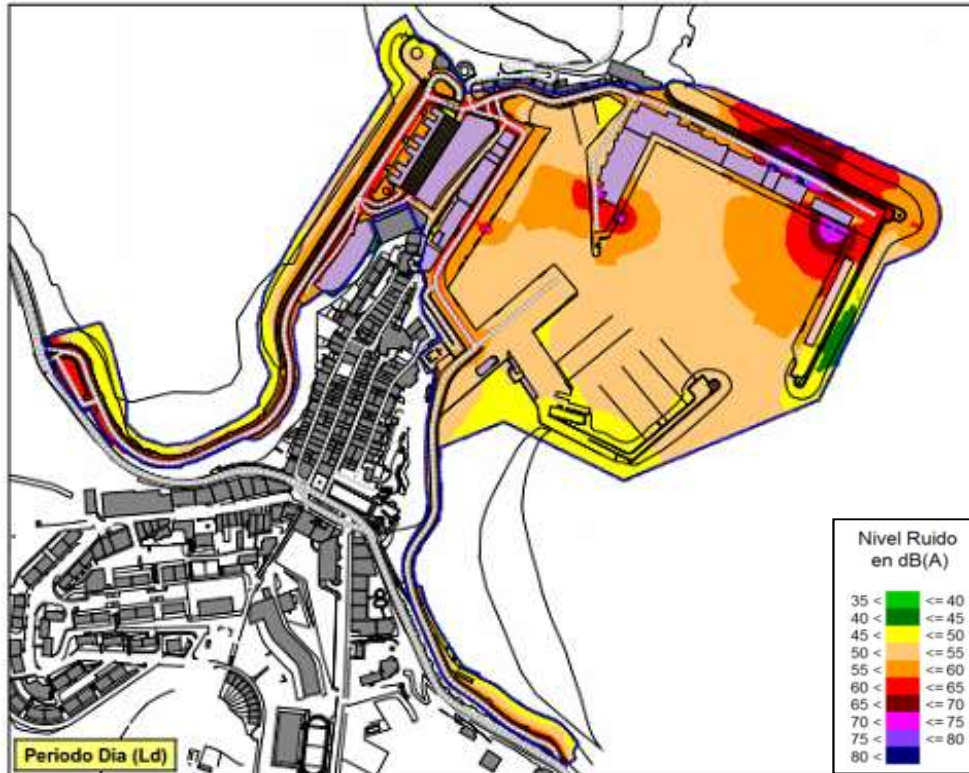 Nivel Ruido
en dB(A)
35 < <= 40
40 < <= 45
45 < <= 50
50 < <= 55
55 < <= 60
60 < <= 65
65 < <= 70
70 < <= 75
75 < <= 80
80 <
Periodo Dia (Ld)